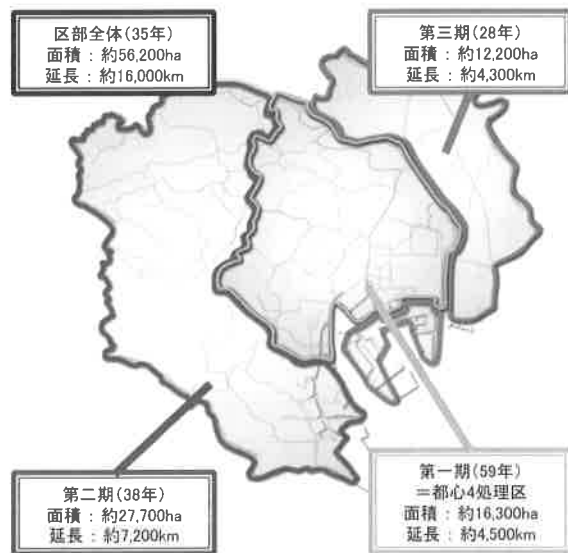 区部全体(35年)
面積：約56,200ha
延長：約16,000km
第三期(28年)
面積：約12,200ha
延長：約4,300km
第二期(38年)
面積：約27,700ha
延長：約7,200km
第一期(59年)
＝都心4処理区
面積：約16,300ha
延長：約4,500km